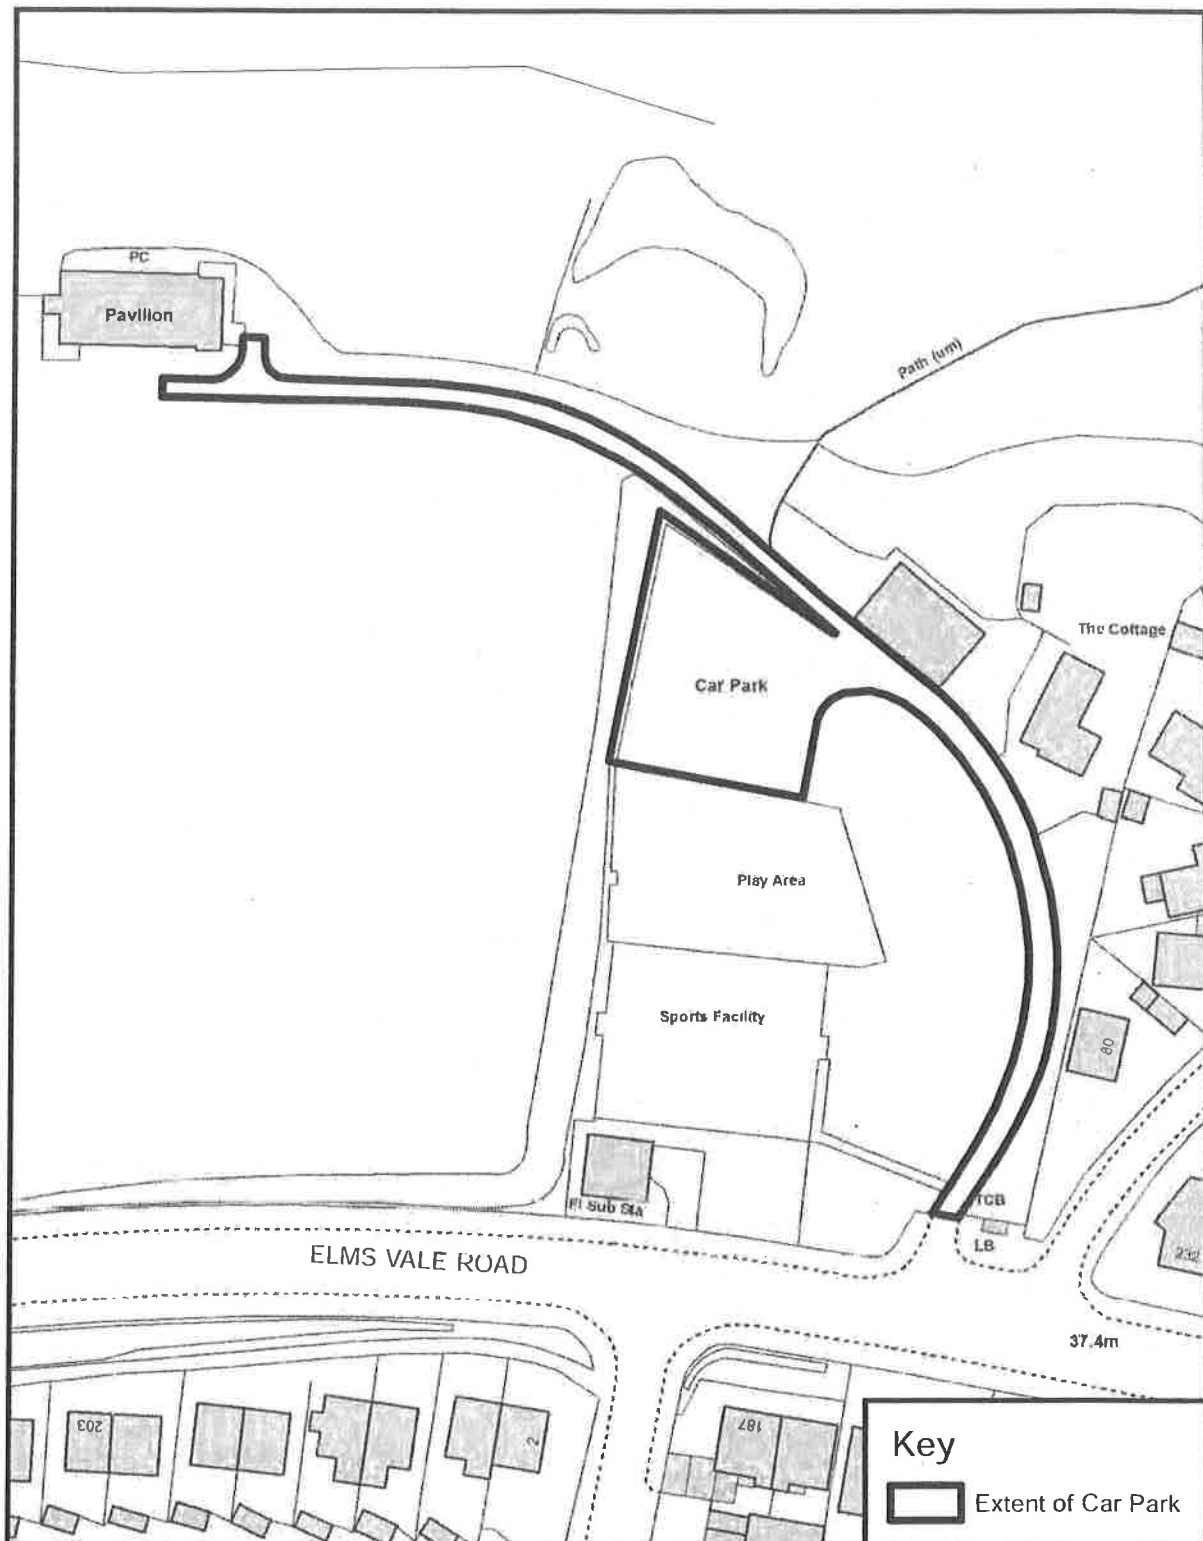 PC
Pavilion
Path (um)
The Cottage
Car Park
Play Area
Sports Facility
80
El Sub Sta
TCB
LB
ELMS VALE ROAD
232
37.4m
203
2
187
Key
Extent of Car Park